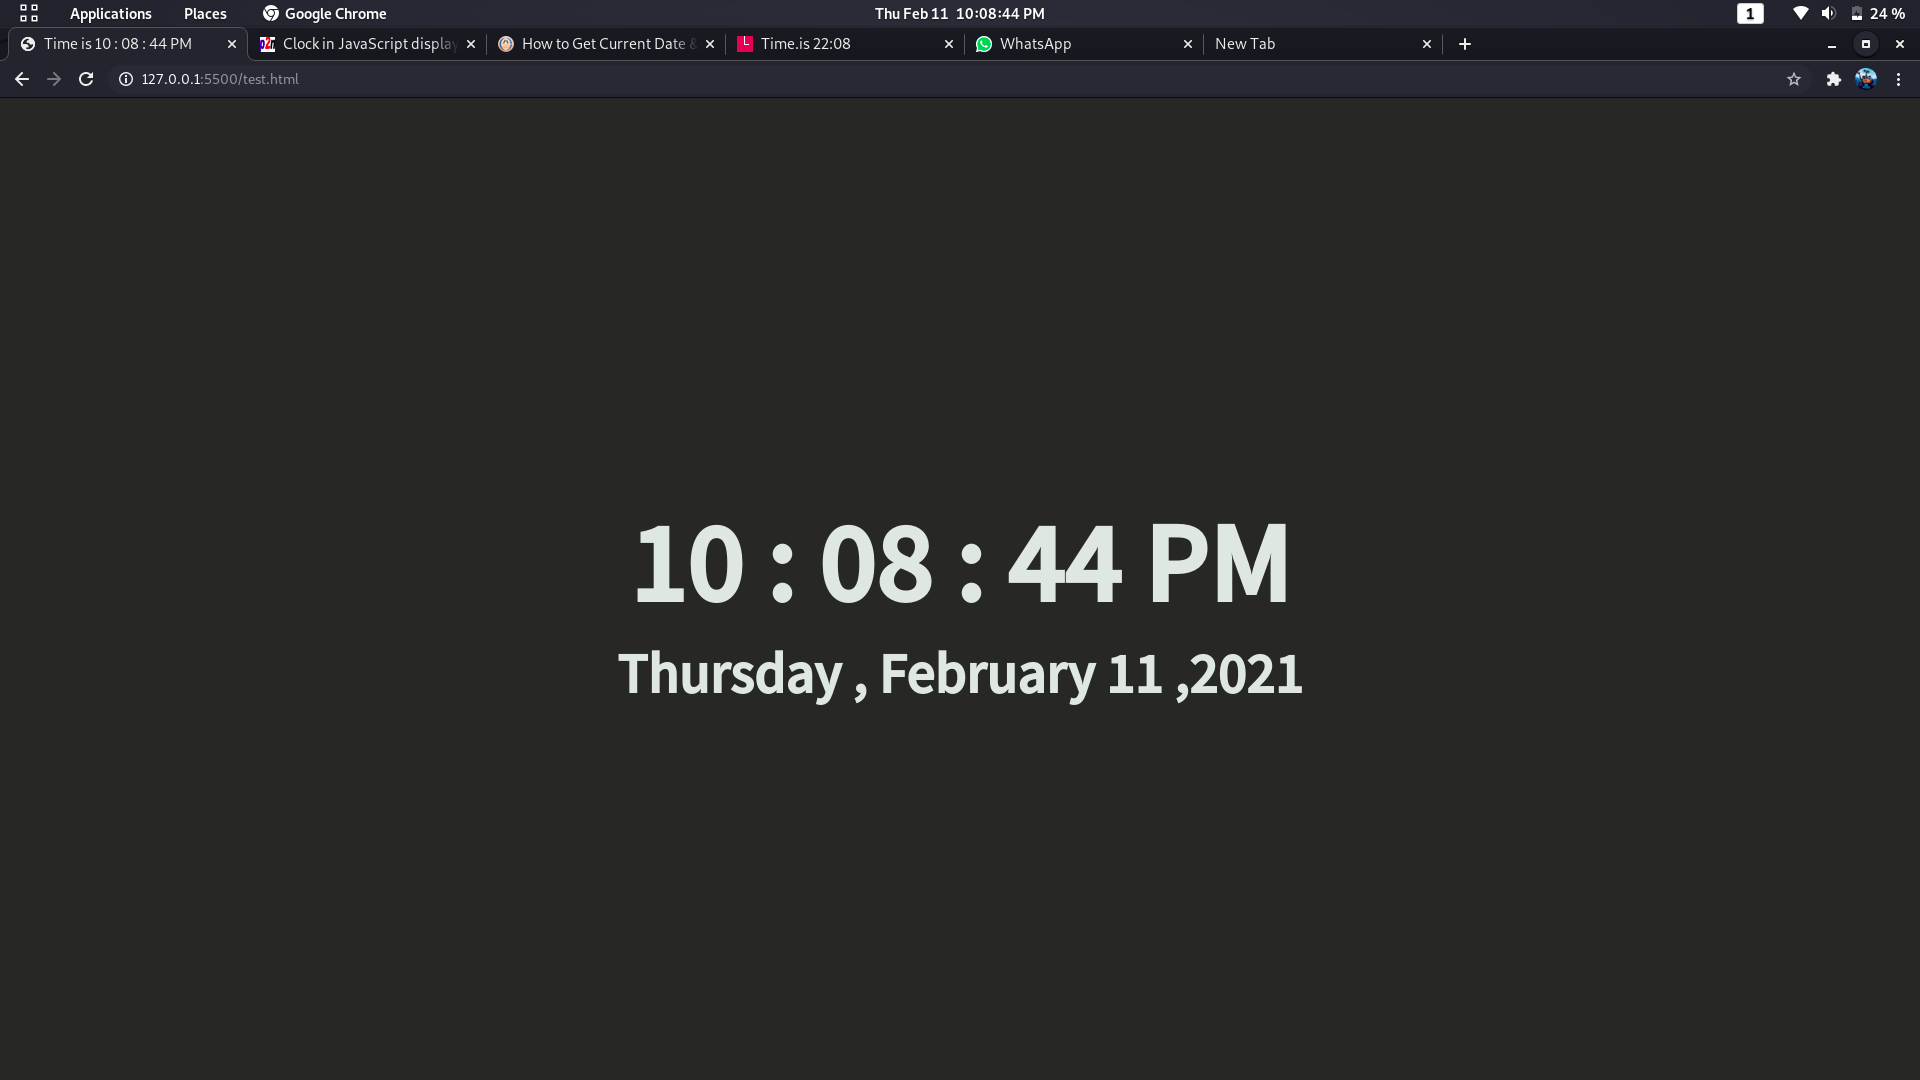 Applications Places Google Chrome Thu Feb 11 10:08:44 PM 1 24 %
Time is 10 : 08 : 44 PM Clock in JavaScript display How to Get Current Date & Time.is 22:08 WhatsApp New Tab
127.0.0.1:5500/test.html
10 : 08 : 44 PM
Thursday , February 11 ,2021